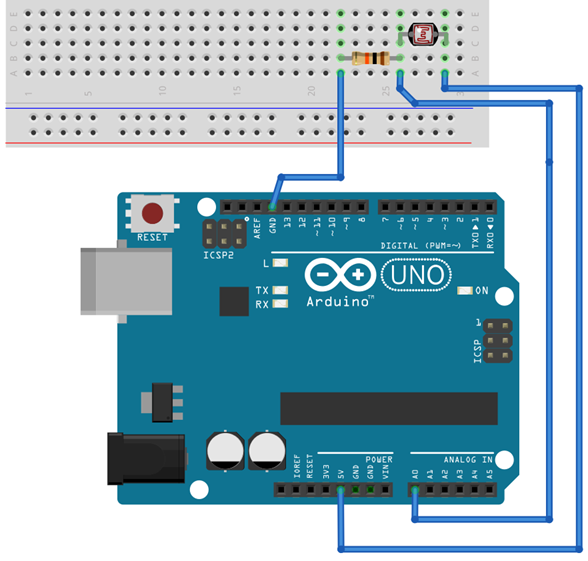 E E
D D
C C
B B
A A
1 5 10 15 20 25 30
RESET
ICSP2
AREF
GND
13
12
~11
~10
~9
8
7
~6
~5
4
~3
2
TX0▶1
RX0◀0
DIGITAL (PWM=~)
L
TX
RX
UNO
Arduino™
ON
1
ICSP
POWER
ANALOG IN
IOREF
RESET
3V3
5V
GND
GND
VIN
A0
A1
A2
A3
A4
A5